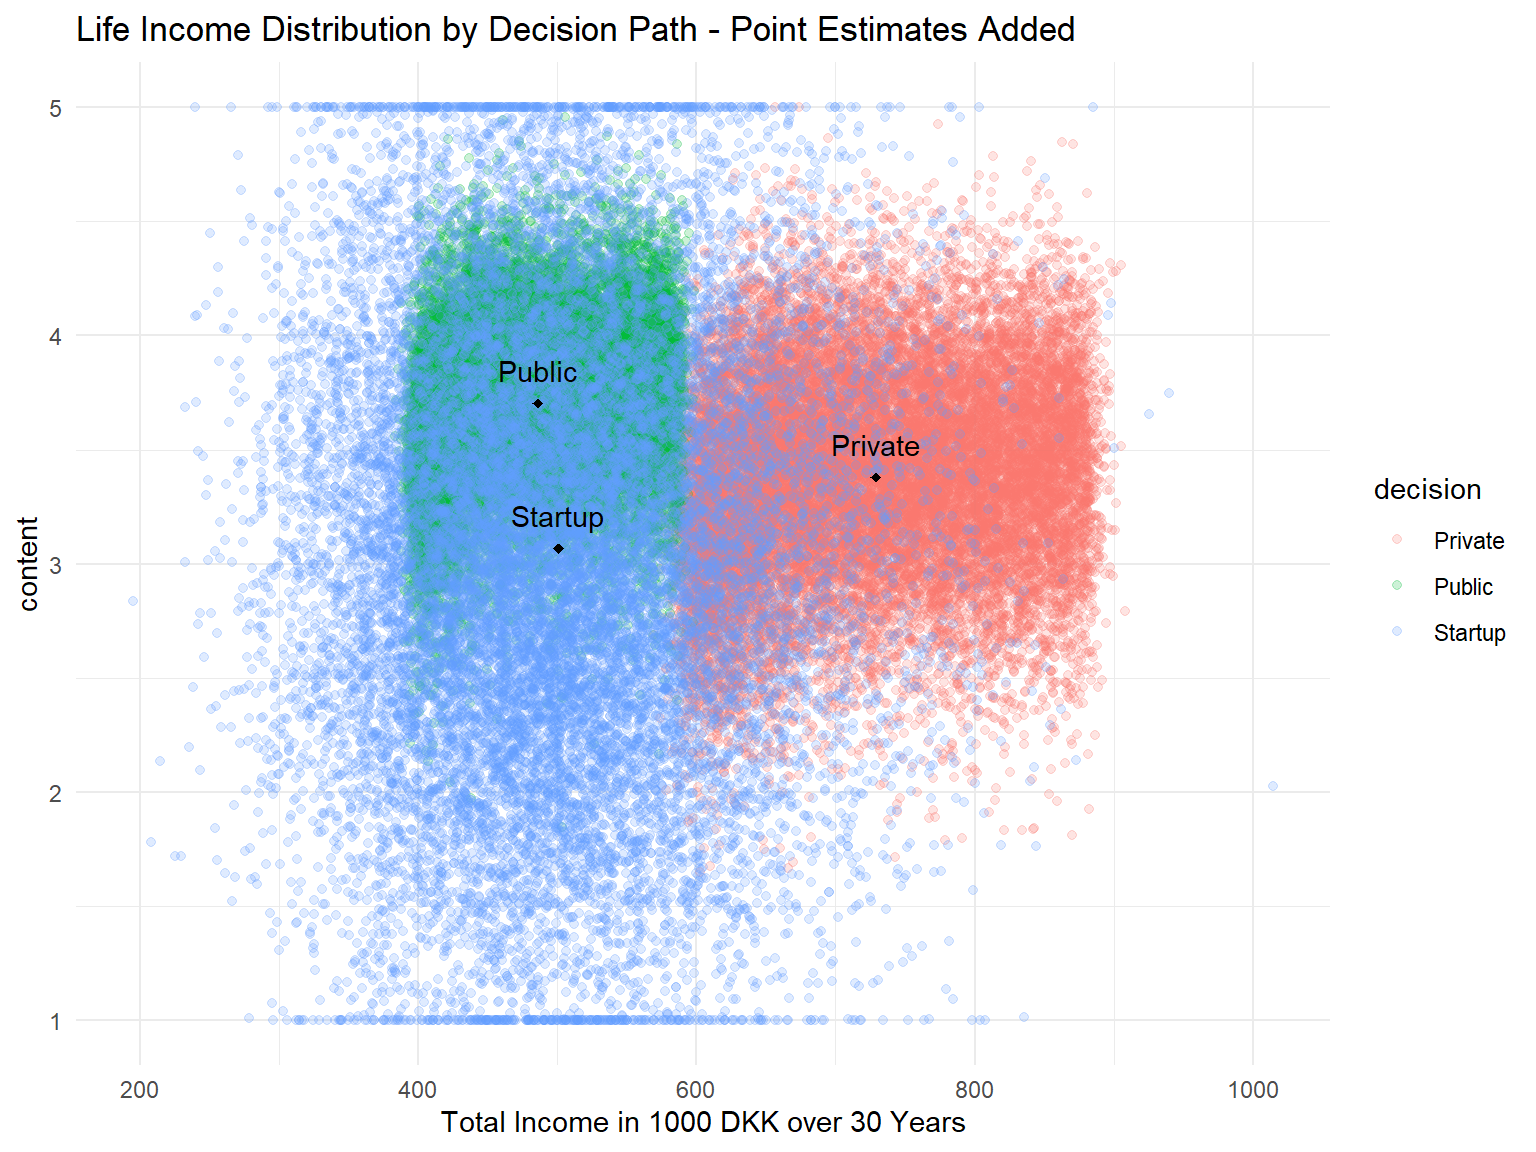 Life Income Distribution by Decision Path - Point Estimates Added
5
4
3
2
1
content
Public
Private
Startup
decision
Private
Public
Startup
200 400 600 800 1000
Total Income in 1000 DKK over 30 Years